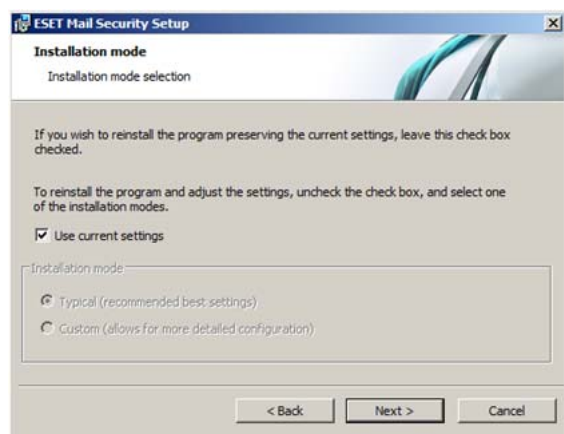 ESET Mail Security Setup
Installation mode
Installation mode selection
If you wish to reinstall the program preserving the current settings, leave this check box
checked.
To reinstall the program and adjust the settings, uncheck the check box, and select one
of the installation modes.
Use current settings
Installation mode
Typical (recommended best settings)
Custom (allows for more detailed configuration)
< Back
Next >
Cancel